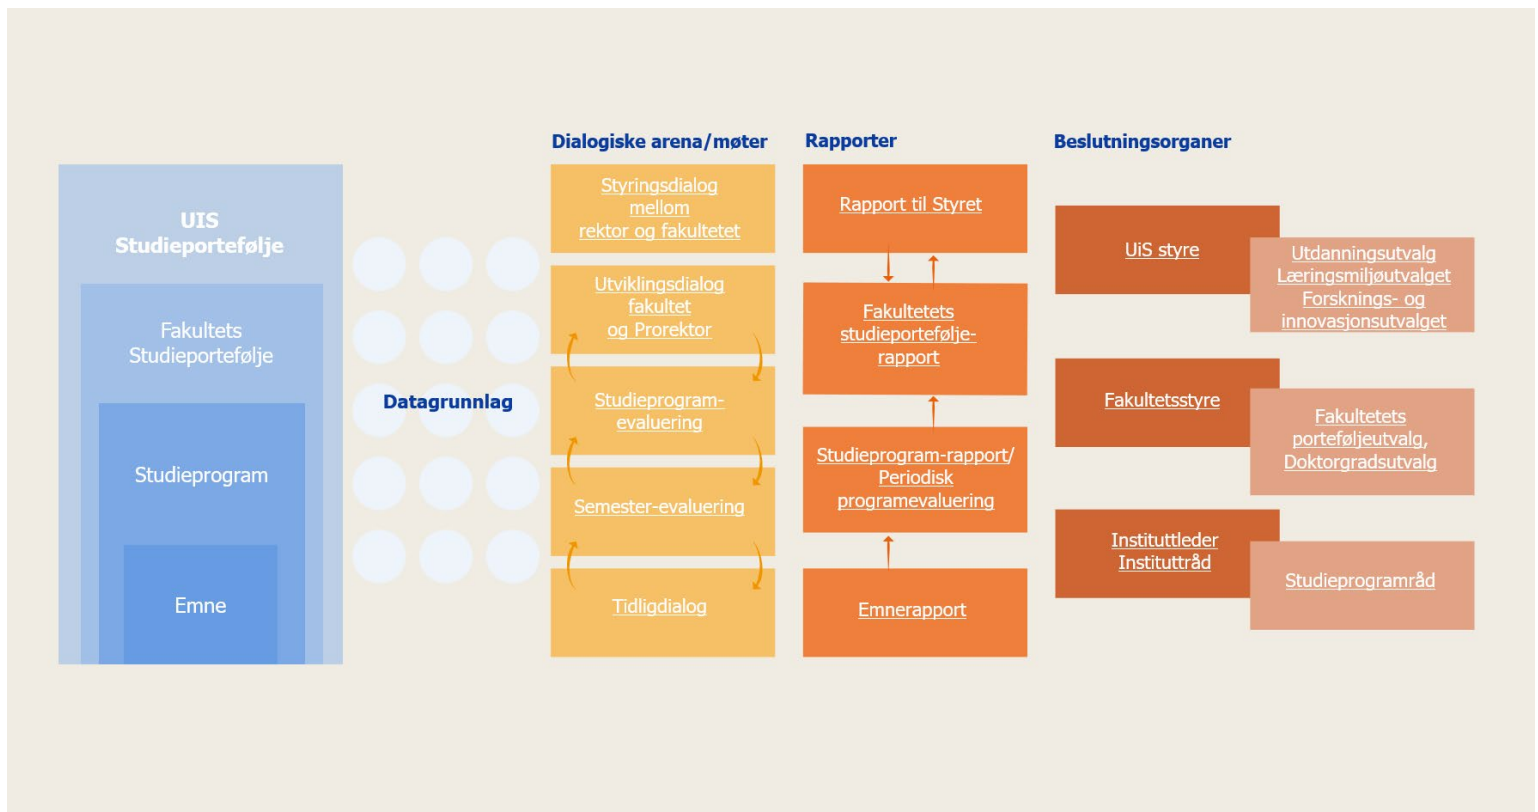 UIS
Studieportefølje
Fakultets
Studieportefølje
Studieprogram
Emne
Datagrunnlag
Dialogiske arena/møter
Styringsdialog
mellom
rektor og fakultetet
Utviklingsdialog
fakultet
og Prorektor
Studieprogram-
evaluering
Semester-evaluering
Tidligdialog
Rapporter
Rapport til Styret
Fakultetets
studieportefølje-
rapport
Studieprogram-rapport/
Periodisk
programevaluering
Emnerapport
Beslutningsorganer
UiS styre
Utdanningsutvalg
Læringsmiljøutvalget
Forsknings- og
innovasjonsutvalget
Fakultetsstyre
Fakultetets
porteføljeutvalg,
Doktorgradsutvalg
Instituttleder
Instituttråd
Studieprogramråd